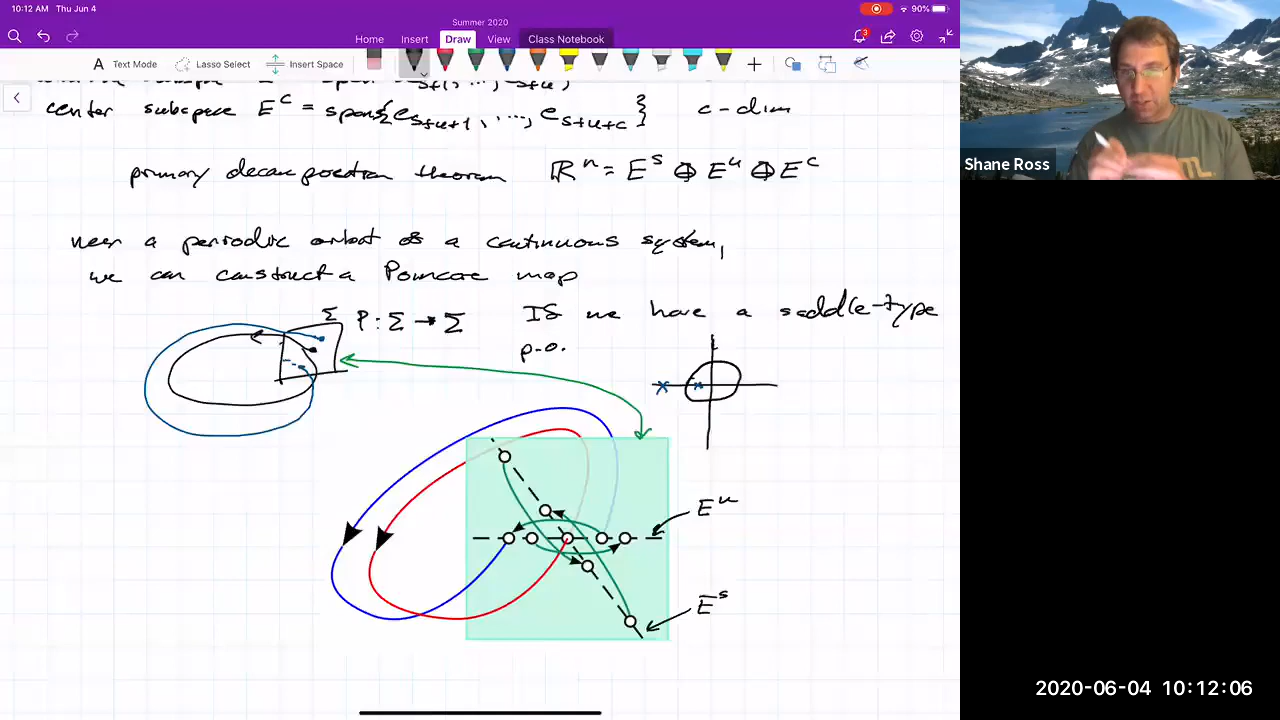 10:12 AM Thu Jun 4
90%
Summer 2020
Home Insert Draw View Class Notebook
3
Text Mode Lasso Select Insert Space
center subspace E^c = span{e_{s+u+1}, ..., e_{s+u+c}} c-dim
primary decomposition theorem ℝ^n = E^s ⊕ E^u ⊕ E^c
near a periodic orbit of a continuous system,
we can construct a Poincare map
Σ P: Σ → Σ If we have a saddle-type
p.o.
E^u
E^s
Shane Ross
2020-06-04 10:12:06